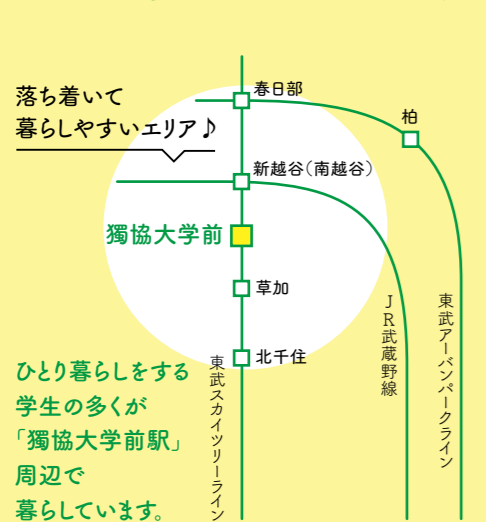 落ち着いて
暮らしやすいエリア♪
春日部
柏
新越谷（南越谷）
獨協大学前
草加
北千住
ひとり暮らしをする
学生の多くが
「獨協大学前駅」
周辺で
暮らしています。
東武スカイツリーライン
JR武蔵野線
東武アーバンパークライン